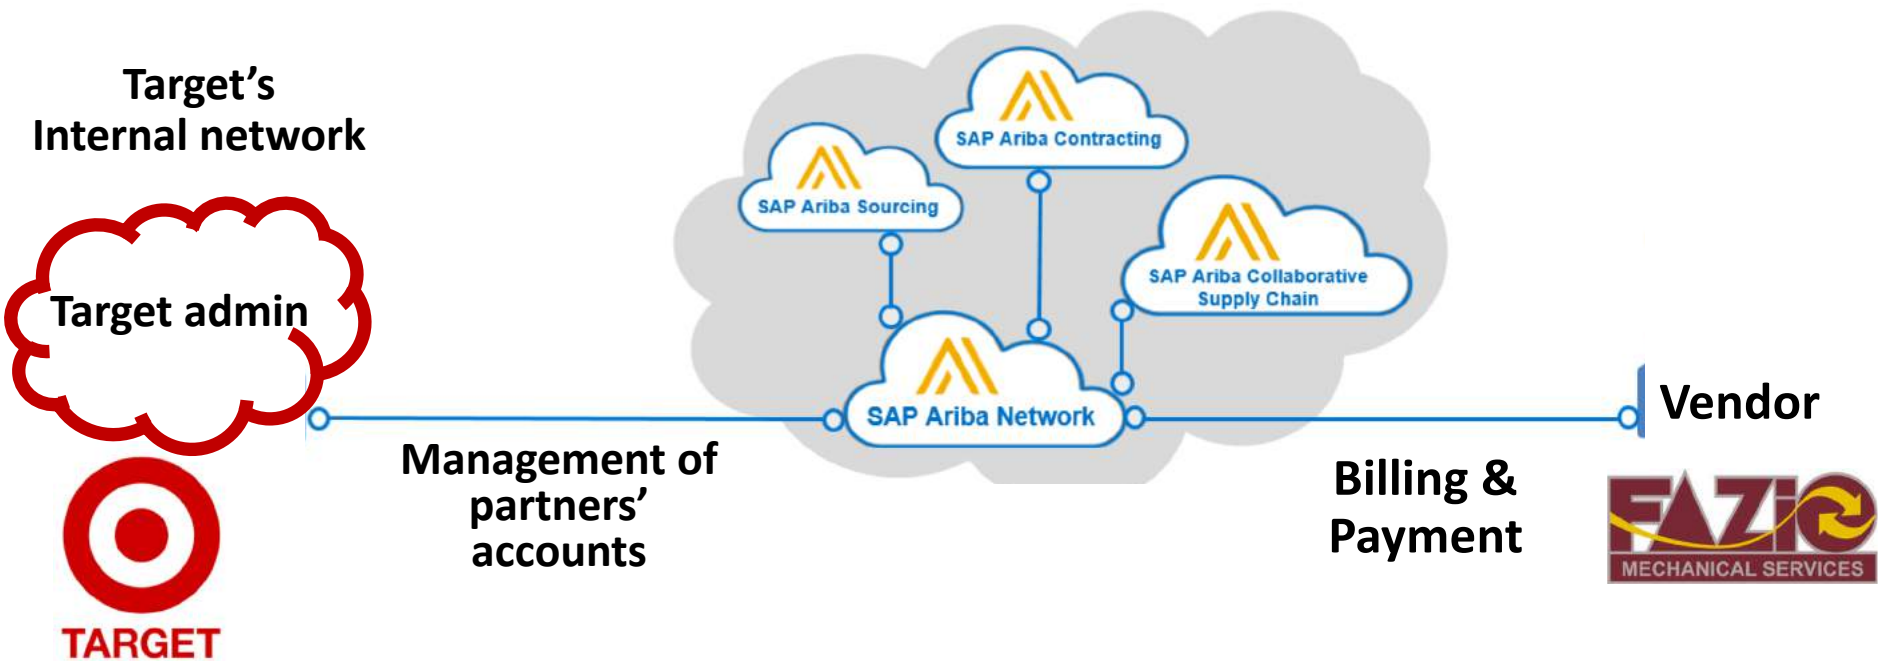 Target’s
Internal network
Target admin
TARGET
Management of
partners’
accounts
SAP Ariba Contracting
SAP Ariba Sourcing
SAP Ariba Collaborative
Supply Chain
SAP Ariba Network
Billing &
Payment
Vendor
FAZIO
MECHANICAL SERVICES